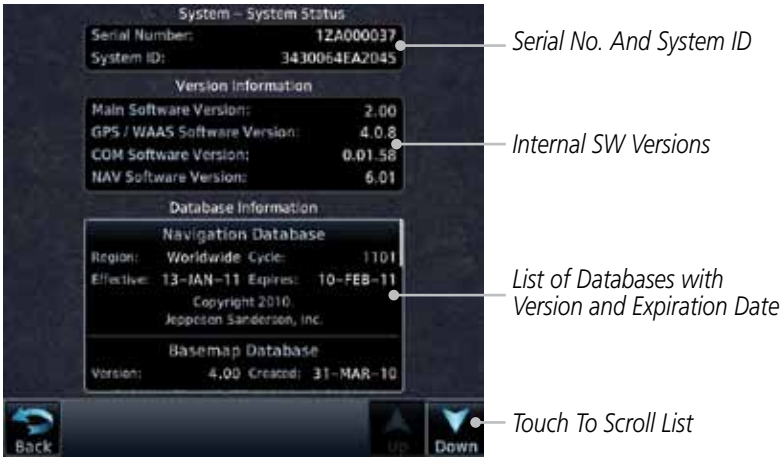 System – System Status
Serial Number: 1ZA000037
System ID: 3430064EA2045
Serial No. And System ID
Version Information
Main Software Version: 2.00
GPS / WAAS Software Version: 4.0.8
COM Software Version: 0.01.58
NAV Software Version: 6.01
Internal SW Versions
Database Information
Navigation Database
Region: Worldwide Cycle: 1101
Effective: 13-JAN-11 Expires: 10-FEB-11
Copyright 2010
Jeppesen Sanderson, Inc.
List of Databases with
Version and Expiration Date
Basemap Database
Version: 4.00 Created: 31-MAR-10
Back
Up
Down
Touch To Scroll List